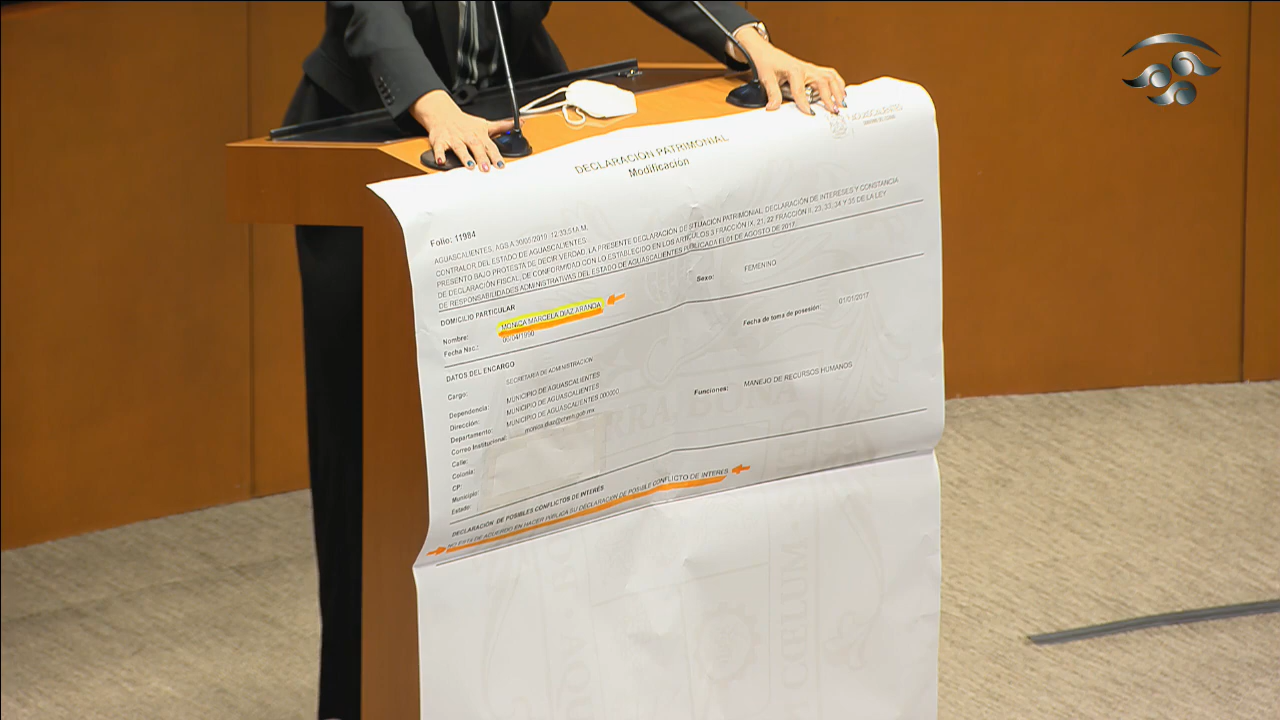 AGUASCALIENTES
DECLARACION PATRIMONIAL
Modificación
Folio: 11984
AGUASCALIENTES, AGS A 30/05/2019, 12:33:51A.M.
CONTRALOR DEL ESTADO DE AGUASCALIENTES:
PRESENTO BAJO PROTESTA DE DECIR VERDAD, LA PRESENTE DECLARACIÓN DE SITUACIÓN PATRIMONIAL, DECLARACIÓN DE INTERESES Y CONSTANCIA
DE DECLARACIÓN FISCAL, DE CONFORMIDAD CON LO ESTABLECIDO EN LOS ARTÍCULOS 3 FRACCIÓN IX, 21, 22 FRACCIÓN II, 23, 33, 34 Y 35 DE LA LEY
DE RESPONSABILIDADES ADMINISTRATIVAS DEL ESTADO DE AGUASCALIENTES PUBLICADA EL 01 DE AGOSTO DE 2017.
DOMICILIO PARTICULAR
Nombre: MONICA MARCELA DIAZ ARANDA Sexo: FEMENINO
Fecha Nac.: 06/04/1990
DATOS DEL ENCARGO Fecha de toma de posesión: 01/01/2017
Cargo: SECRETARIA DE ADMINISTRACION
Dependencia: MUNICIPIO DE AGUASCALIENTES Funciones: MANEJO DE RECURSOS HUMANOS
Dirección: MUNICIPIO DE AGUASCALIENTES
Departamento: MUNICIPIO DE AGUASCALIENTES 000000
Correo Institucional:
Calle:
Colonia:
CP:
Municipio:
Estado:
DECLARACIÓN DE POSIBLES CONFLICTOS DE INTERÉS
NO ESTA DE ACUERDO EN HACER PÚBLICA SU DECLARACIÓN DE POSIBLE CONFLICTO DE INTERÉS